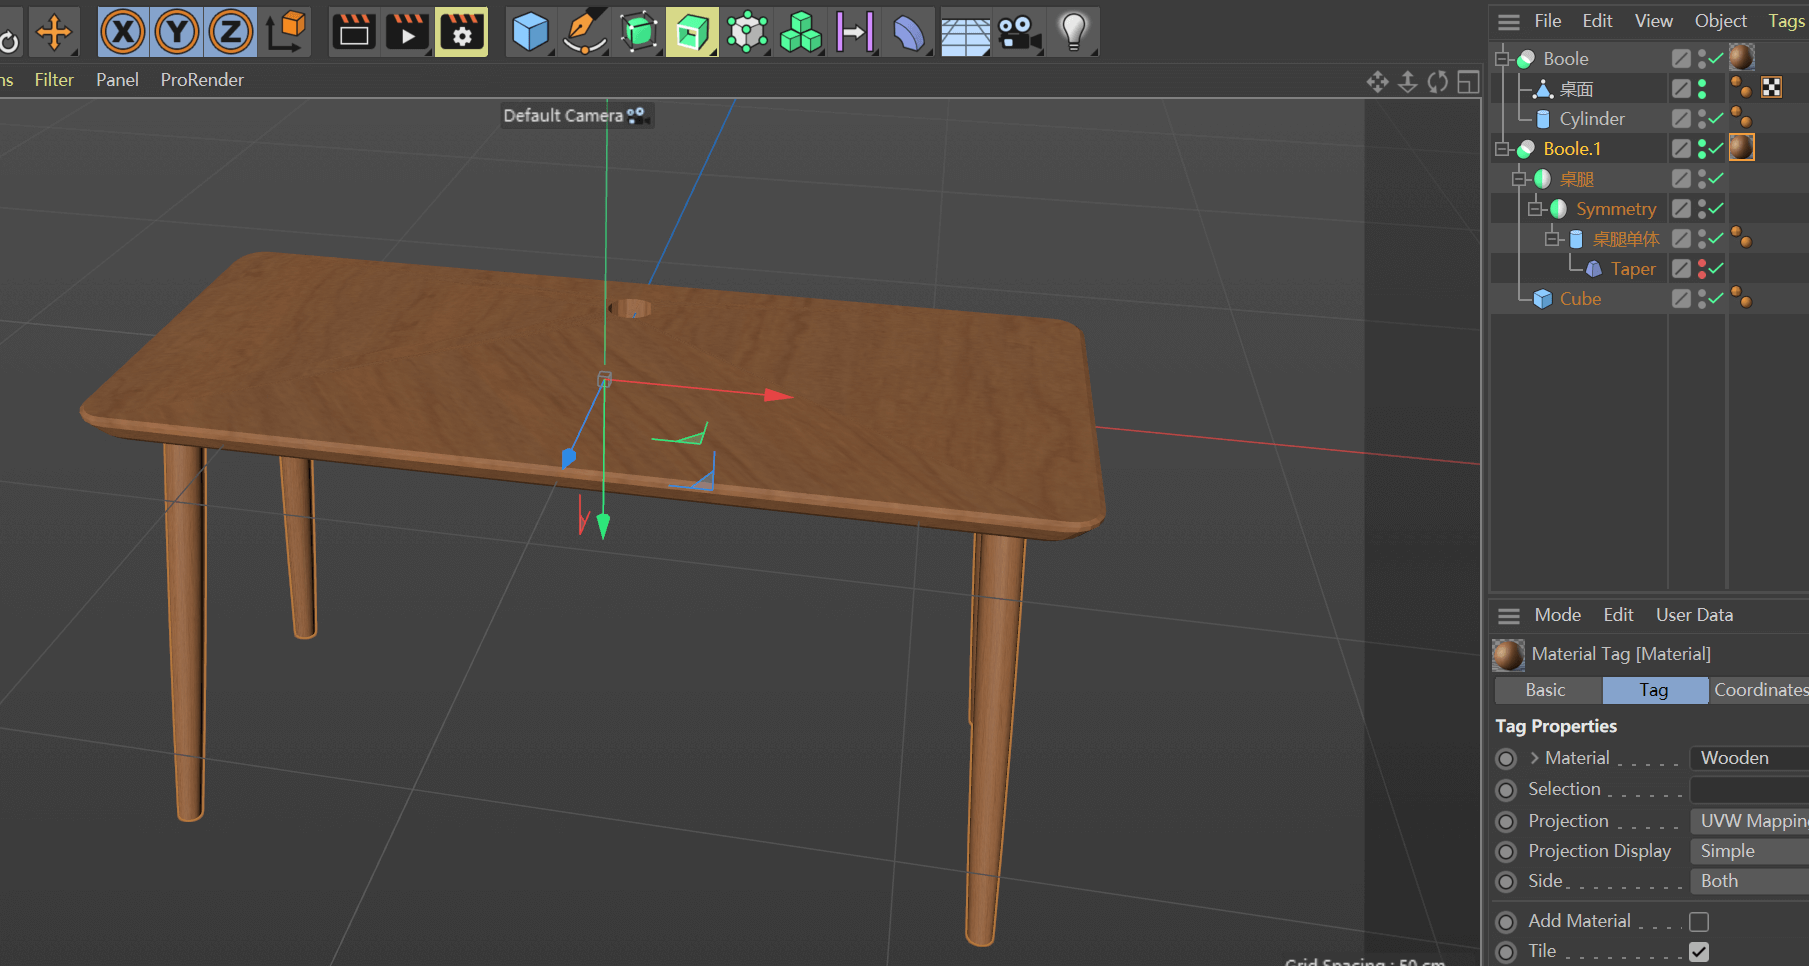 X Y Z
File Edit View Object Tags
Filter Panel ProRender
Default Camera
Boole
桌面
Cylinder
Boole.1
桌腿
Symmetry
桌腿单体
Taper
Cube
Mode Edit User Data
Material Tag [Material]
Basic Tag Coordinates
Tag Properties
Material Wooden
Selection
Projection UVW Mapping
Projection Display Simple
Side Both
Add Material
Tile
Grid Spacing : 50 cm